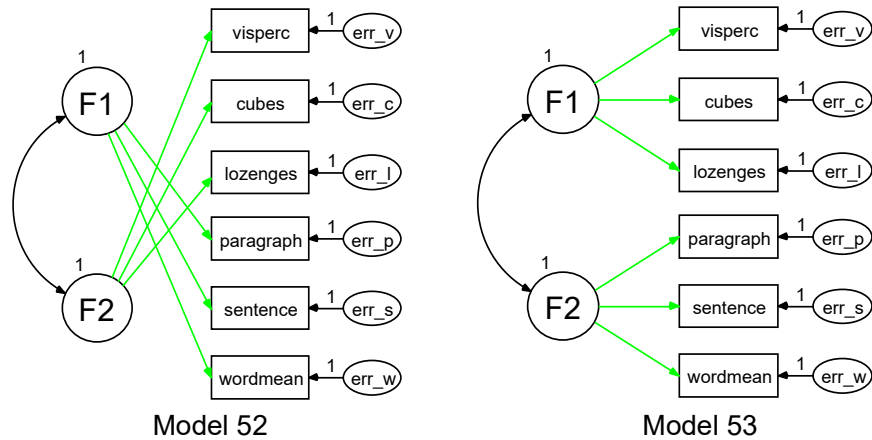 visperc 1 err_v
1
F1
cubes 1 err_c
lozenges 1 err_l
paragraph 1 err_p
1
F2
sentence 1 err_s
wordmean 1 err_w
Model 52
visperc 1 err_v
1
F1
cubes 1 err_c
lozenges 1 err_l
paragraph 1 err_p
1
F2
sentence 1 err_s
wordmean 1 err_w
Model 53